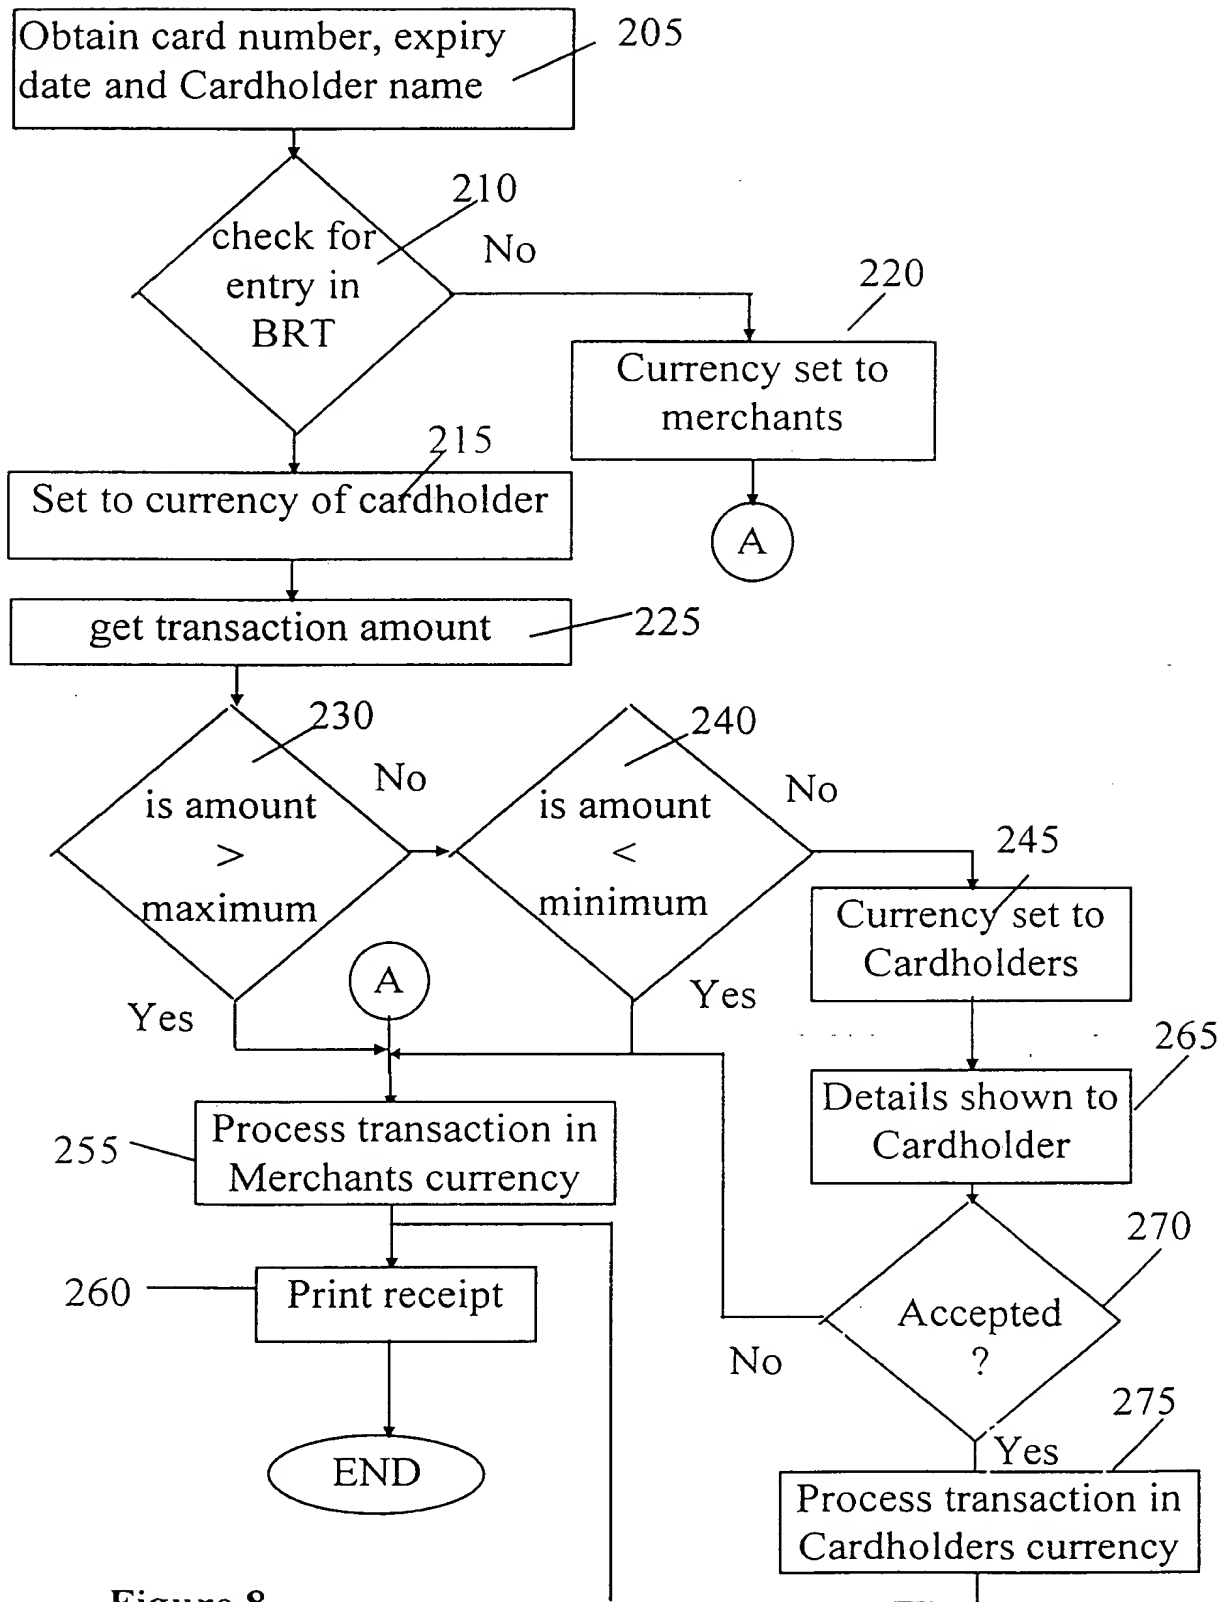 Obtain card number, expiry
date and Cardholder name
205
210
check for
entry in
BRT
No
220
Currency set to
merchants
215
Set to currency of cardholder
A
get transaction amount
225
230
240
No
No
is amount
>
maximum
is amount
<
minimum
245
Currency set to
Cardholders
A
Yes
Yes
265
Details shown to
Cardholder
255
Process transaction in
Merchants currency
270
260
Print receipt
Accepted
?
No
275
Yes
END
Process transaction in
Cardholders currency
Figure 8